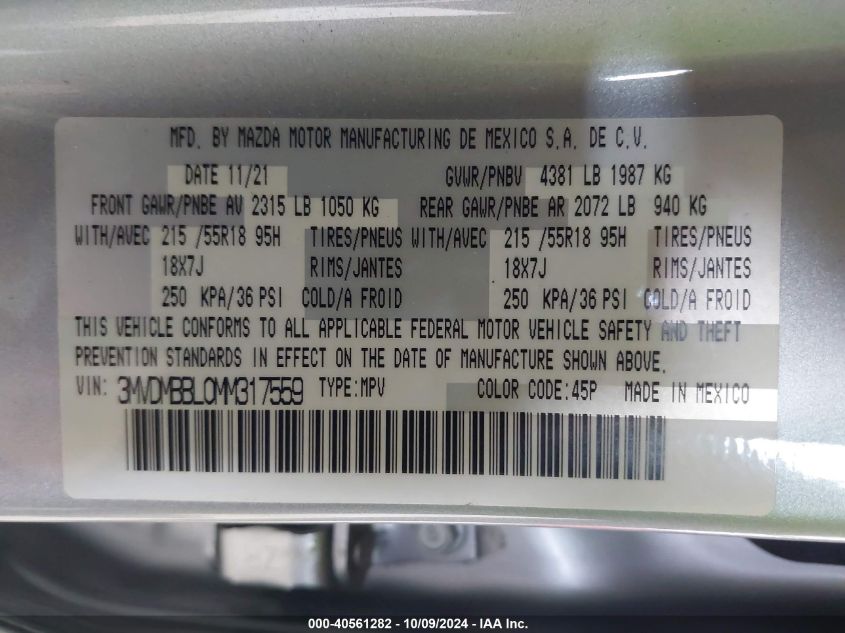 MFD. BY MAZDA MOTOR MANUFACTURING DE MEXICO S.A. DE C.V.
DATE 11/21 GVWR/PNBV 4381 LB 1987 KG
FRONT GAWR/PNBE AV 2315 LB 1050 KG REAR GAWR/PNBE AR 2072 LB 940 KG
WITH/AVEC 215 /55R18 95H TIRES/PNEUS WITH/AVEC 215 /55R18 95H TIRES/PNEUS
18X7J RIMS/JANTES 18X7J RIMS/JANTES
250 KPA/36 PSI COLD/A FROID 250 KPA/36 PSI COLD/A FROID
THIS VEHICLE CONFORMS TO ALL APPLICABLE FEDERAL MOTOR VEHICLE SAFETY AND THEFT
PREVENTION STANDARDS IN EFFECT ON THE DATE OF MANUFACTURE SHOWN ABOVE.
VIN: 3MVDMBBL0MM317559 TYPE:MPV COLOR CODE:45P MADE IN MEXICO
000-40561282 - 10/09/2024 - IAA Inc.